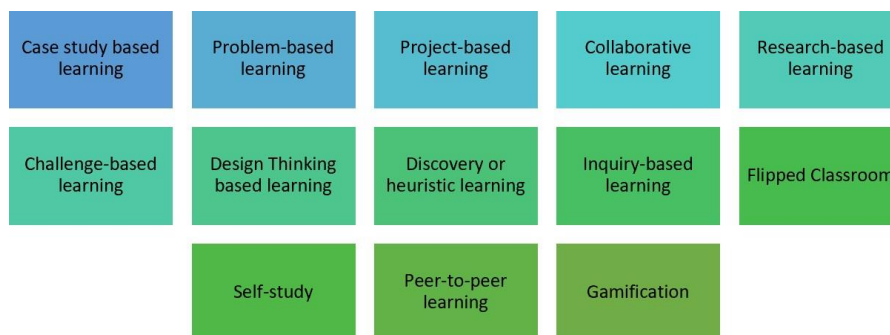 Case study based
learning
Problem-based
learning
Project-based
learning
Collaborative
learning
Research-based
learning
Challenge-based
learning
Design Thinking
based learning
Discovery or
heuristic learning
Inquiry-based
learning
Flipped Classroom
Self-study
Peer-to-peer
learning
Gamification